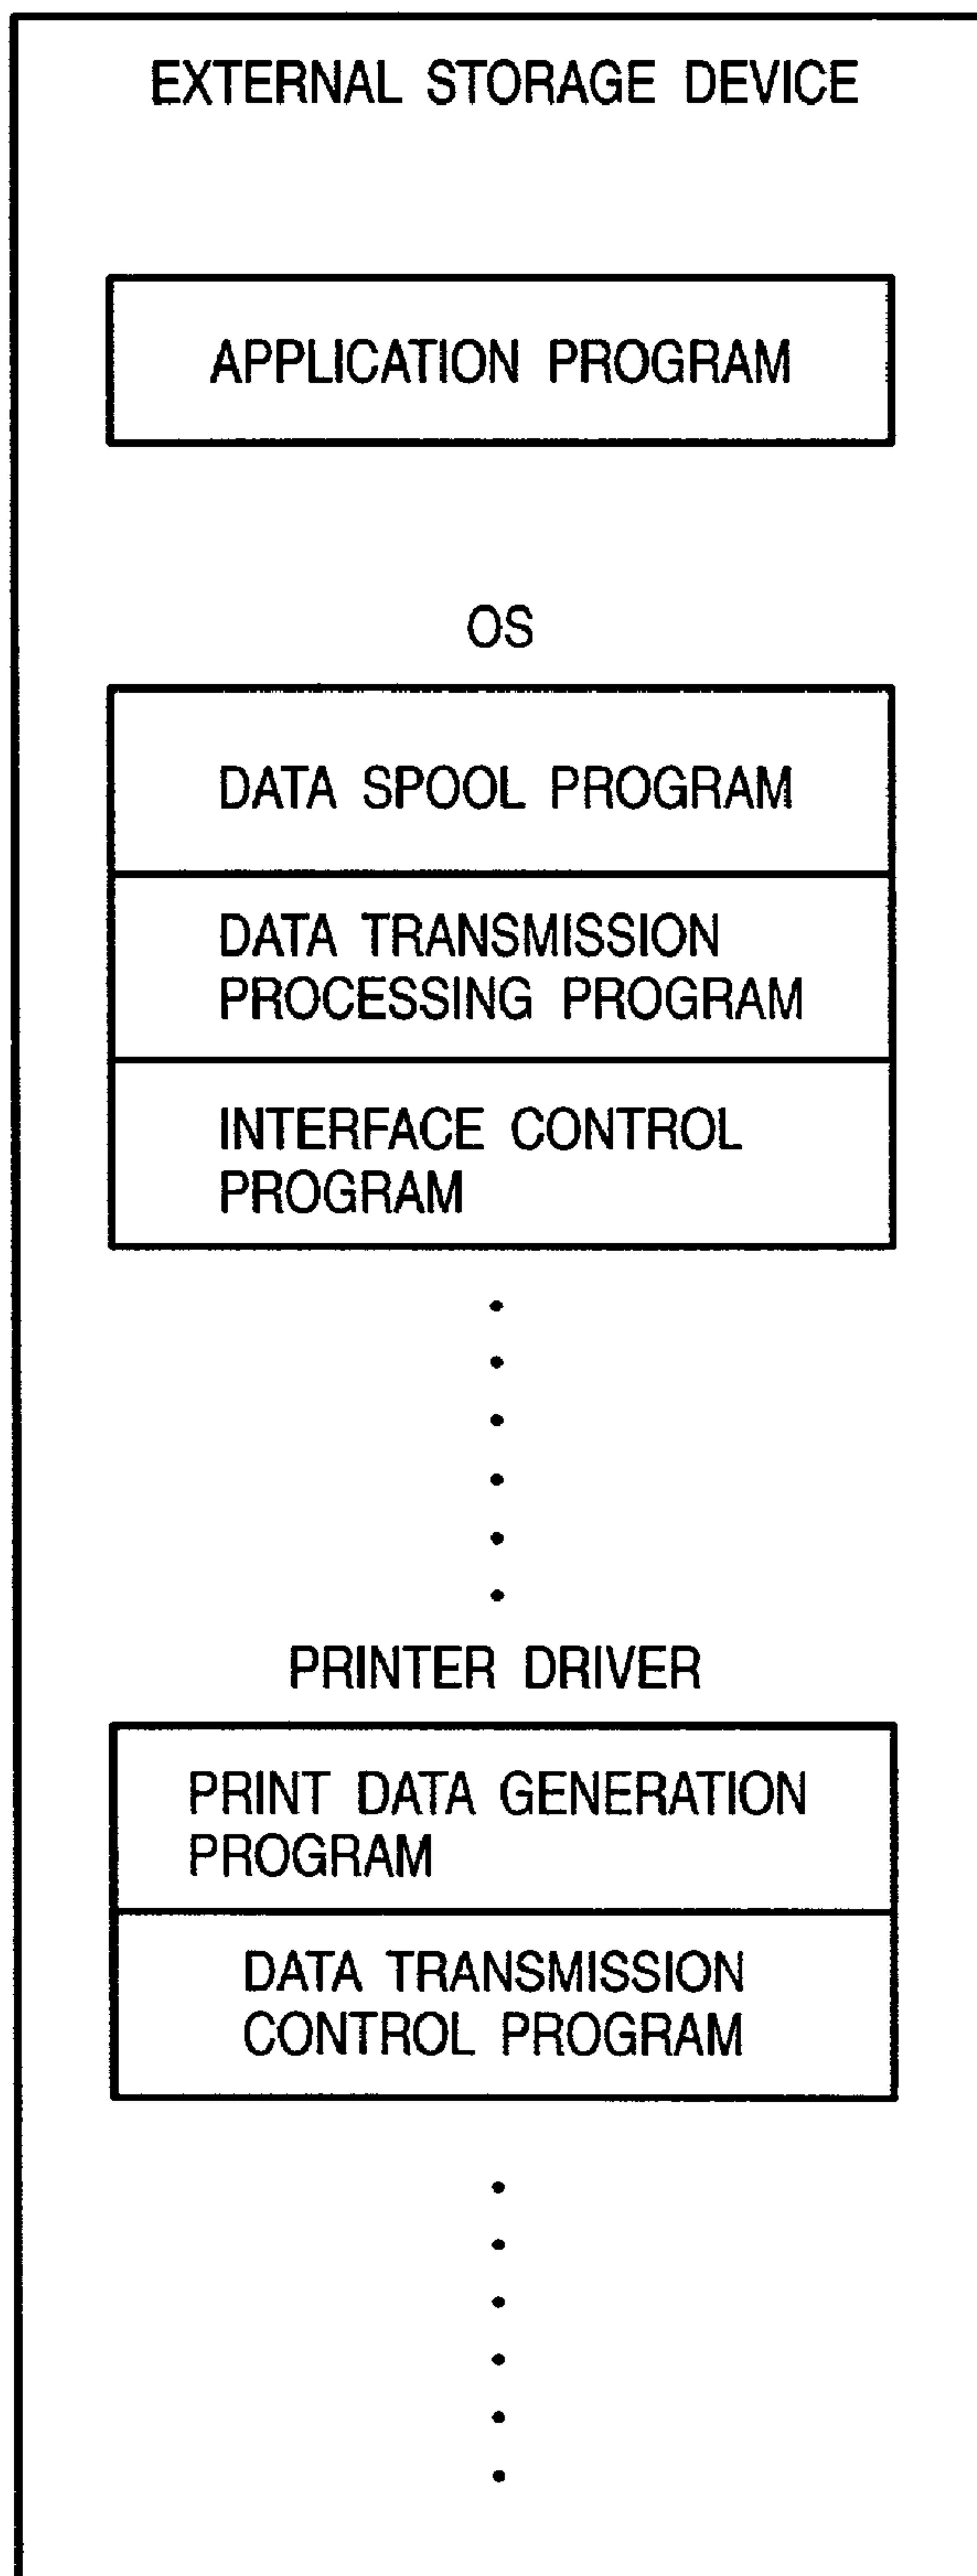 EXTERNAL STORAGE DEVICE
APPLICATION PROGRAM
OS
DATA SPOOL PROGRAM
DATA TRANSMISSION
PROCESSING PROGRAM
INTERFACE CONTROL
PROGRAM
PRINTER DRIVER
PRINT DATA GENERATION
PROGRAM
DATA TRANSMISSION
CONTROL PROGRAM